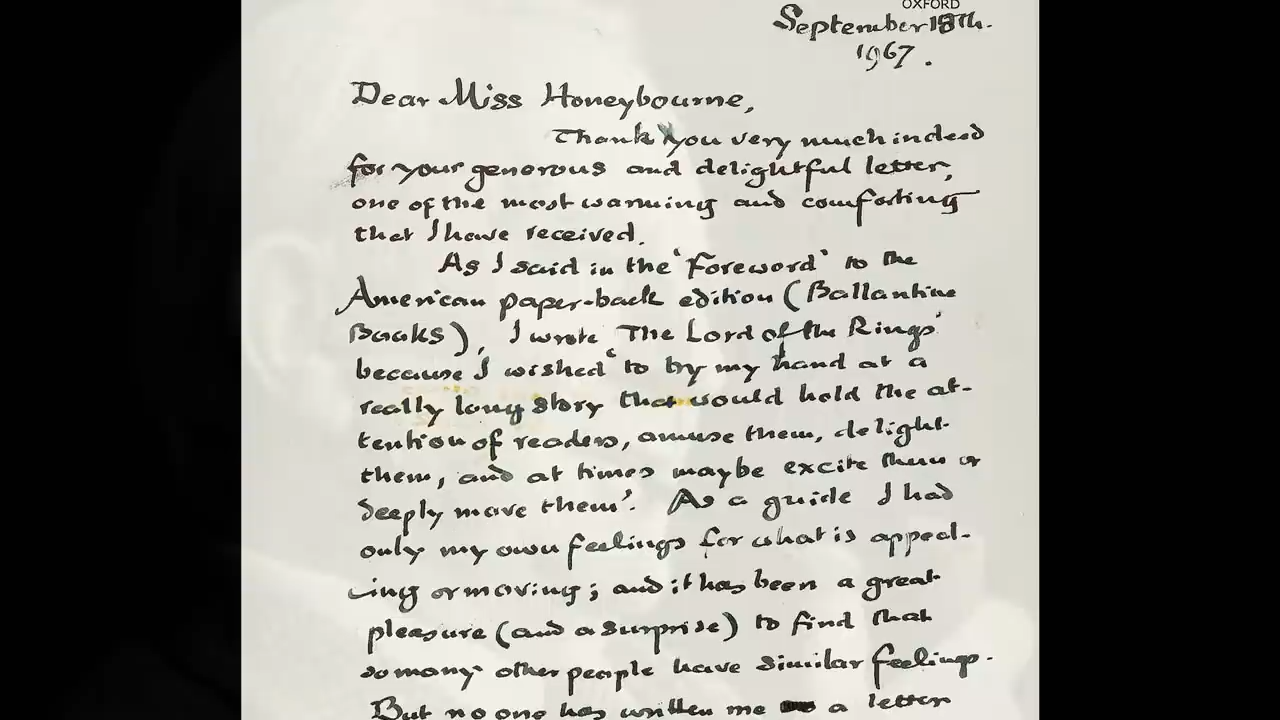 OXFORD
September 18th.
1967.
Dear Miss Honeybourne,
Thank you very much indeed
for your generous and delightful letter,
one of the most warming and comforting
that I have received.
As I said in the 'Foreword' to the
American paper-back edition (Ballantine
Books), I wrote 'The Lord of the Rings'
because I wished 'to try my hand at a
really long story that would hold the at-
tention of readers, amuse them, delight
them, and at times maybe excite them or
deeply move them'. As a guide I had
only my own feelings for what is appeal-
ing or moving; and it has been a great
pleasure (and a surprise) to find that
so many other people have similar feelings.
But no one has written me a letter